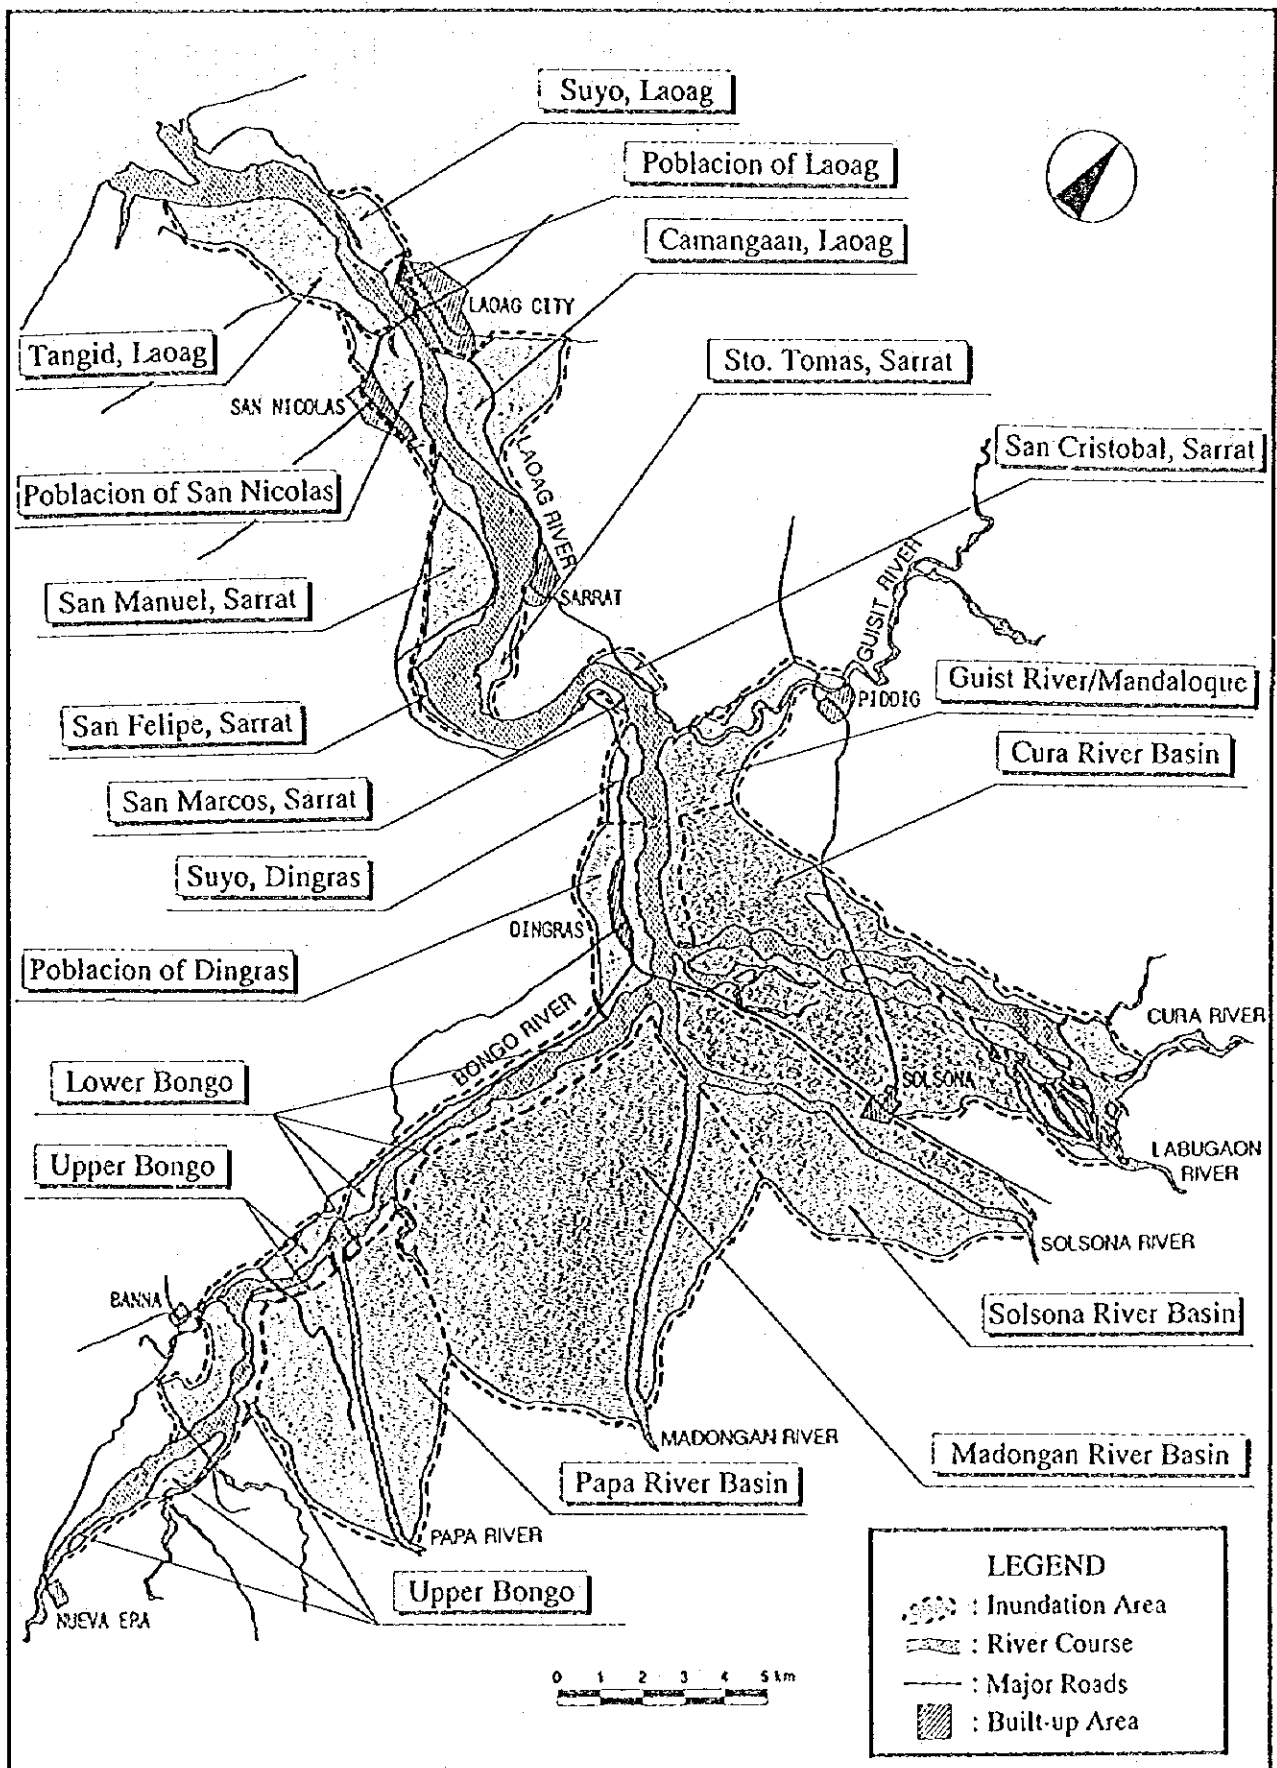 Suyo, Laoag
Poblacion of Laoag
Camangaan, Laoag
LAOAG CITY
Tangid, Laoag
Sto. Tomas, Sarrat
SAN NICOLAS
San Cristobal, Sarrat
Poblacion of San Nicolas
LAOAG RIVER
GUISIT RIVER
San Manuel, Sarrat
SARRAT
Guist River/Mandaloque
PIDDIG
San Felipe, Sarrat
Cura River Basin
San Marcos, Sarrat
Suyo, Dingras
DINGRAS
Poblacion of Dingras
BONGO RIVER
CURA RIVER
Lower Bongo
SOLSONA
Upper Bongo
LABUGAON
RIVER
SOLSONA RIVER
BANNA
Solsona River Basin
MADONGAN RIVER
Madongan River Basin
Papa River Basin
PAPA RIVER
Upper Bongo
NUEVA ERA
LEGEND
: Inundation Area
: River Course
: Major Roads
: Built-up Area
0 1 2 3 4 5 km